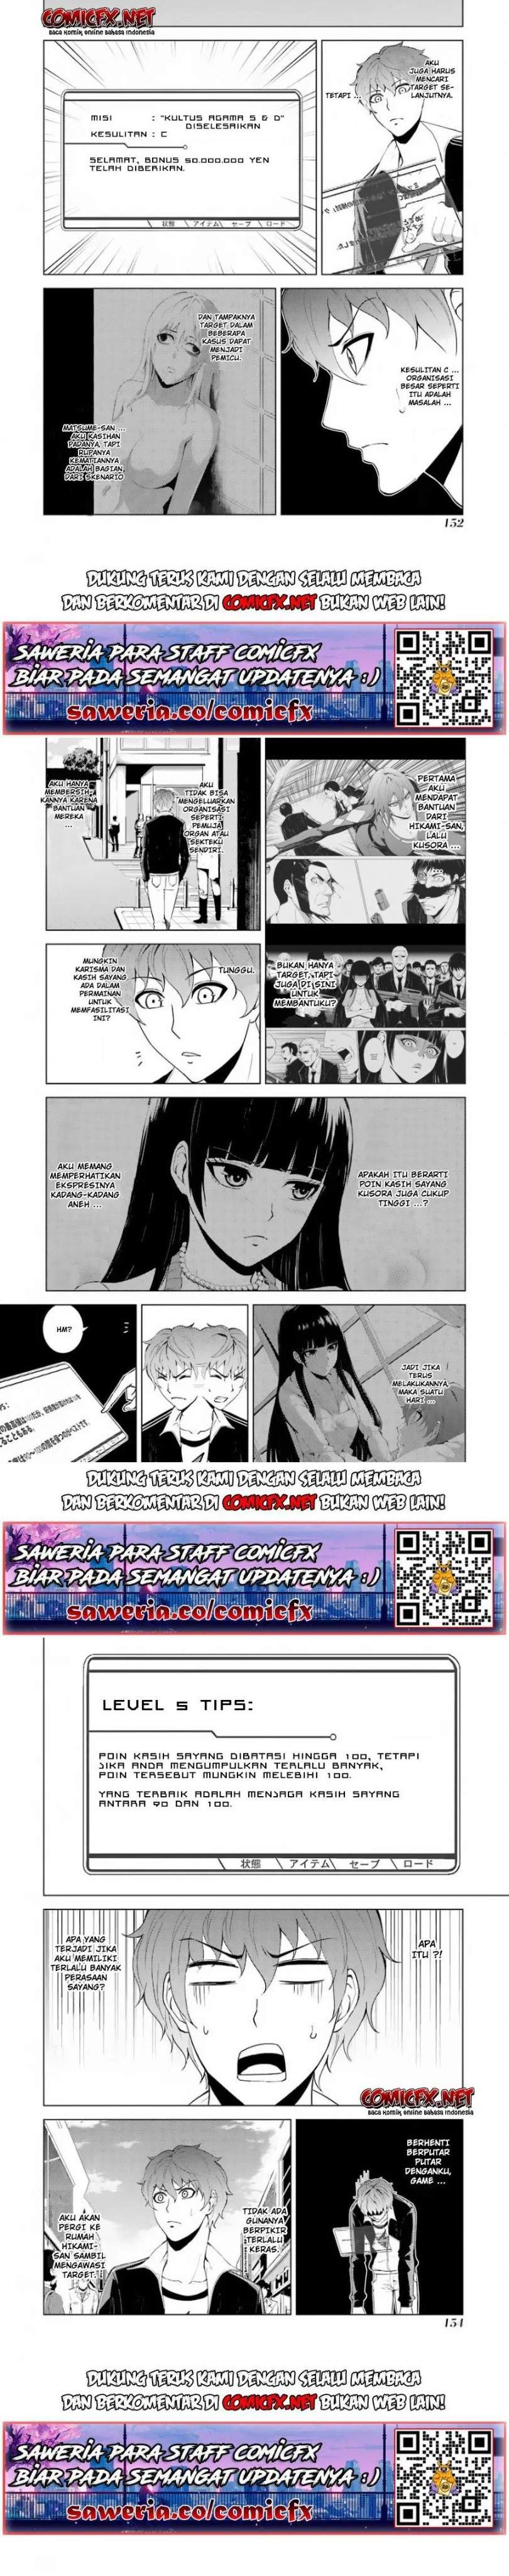 COMICFX.NET
Baca Komik Online Bahasa Indonesia
AKU
JUGA HARUS
MENCARI
TARGET SE-
LANJUTNYA.
TETAPI ...
MISI : "KULTUS AGAMA S & D"
DISELESAIKAN
KESULITAN : C
SELAMAT, BONUS 50.000.000 YEN
TELAH DIBERIKAN.
状態 アイテム セーブ ロード
KESULITAN C ...
ORGANISASI
BESAR SEPERTI
ITU ADALAH
MASALAH ...
DAN TAMPAKNYA
TARGET DALAM
BEBERAPA
KASUS DAPAT
MENJADI
PEMICU.
MATSUME-SAN ...
AKU KASIHAN
PADANYA, TAPI
RUPANYA
KEMATIANNYA
ADALAH BAGIAN
DARI SKENARIO
152
DUKUNG TERUS KAMI DENGAN SELALU MEMBACA
DAN BERKOMENTAR DI COMICFX.NET BUKAN WEB LAIN!
SAWERIA PARA STAFF COMICFX
BIAR PADA SEMANGAT UPDATENYA :)
saweria.co/comicfx
PERTAMA
AKU
MENDAPAT
BANTUAN
DARI
HIKAMI-SAN,
LALU
KUSORA ...
AKU
TIDAK BISA
MENGELUARKAN
ORGANISASI
SEPERTI
PEMUJA
ORGAN ATAU
SEKTEKU
SENDIRI.
AKU HANYA
MEMBERSIH-
KANNYA KARENA
BANTUAN
MEREKA
...
BUKAN HANYA
TARGET, TAPI
JUGA DI SINI
UNTUK
MEMBANTUKU?
TUNGGU.
MUNGKIN
KARISMA DAN
KASIH SAYANG
ADA DALAM
PERMAINAN
UNTUK
MEMFASILITASI
INI?
APAKAH ITU BERARTI
POIN KASIH SAYANG
KUSORA JUGA CUKUP
TINGGI ...?
AKU MEMANG
MEMPERHATIKAN
EKSPRESINYA
KADANG-KADANG
ANEH ...
JADI JIKA
TERUS
MELAKUKANNYA,
MAKA SUATU
HARI ...
HM?
DUKUNG TERUS KAMI DENGAN SELALU MEMBACA
DAN BERKOMENTAR DI COMICFX.NET BUKAN WEB LAIN!
SAWERIA PARA STAFF COMICFX
BIAR PADA SEMANGAT UPDATENYA :)
saweria.co/comicfx
LEVEL 5 TIPS:
POIN KASIH SAYANG DIBATASI HINGGA 100, TETAPI
JIKA ANDA MENGUMPULKAN TERLALU BANYAK,
POIN TERSEBUT MUNGKIN MELEBIHI 100.
YANG TERBAIK ADALAH MENJAGA KASIH SAYANG
ANTARA 90 DAN 100.
状態 アイテム セーブ ロード
APA
ITU ?!
APA YANG
TERJADI JIKA
AKU MEMILIKI
TERLALU BANYAK
PERASAAN
SAYANG?
COMICFX.NET
Baca Komik Online Bahasa Indonesia
BERHENTI
BERPUTAR
PUTAR
DENGANKU,
GAME ...
TIDAK ADA
GUNANYA
BERPIKIR
TERLALU
KERAS.
AKU AKAN
PERGI KE
RUMAH
HIKAMI-
SAN SAMBIL
MENGAWASI
TARGET.
154
DUKUNG TERUS KAMI DENGAN SELALU MEMBACA
DAN BERKOMENTAR DI COMICFX.NET BUKAN WEB LAIN!
SAWERIA PARA STAFF COMICFX
BIAR PADA SEMANGAT UPDATENYA :)
saweria.co/comicfx